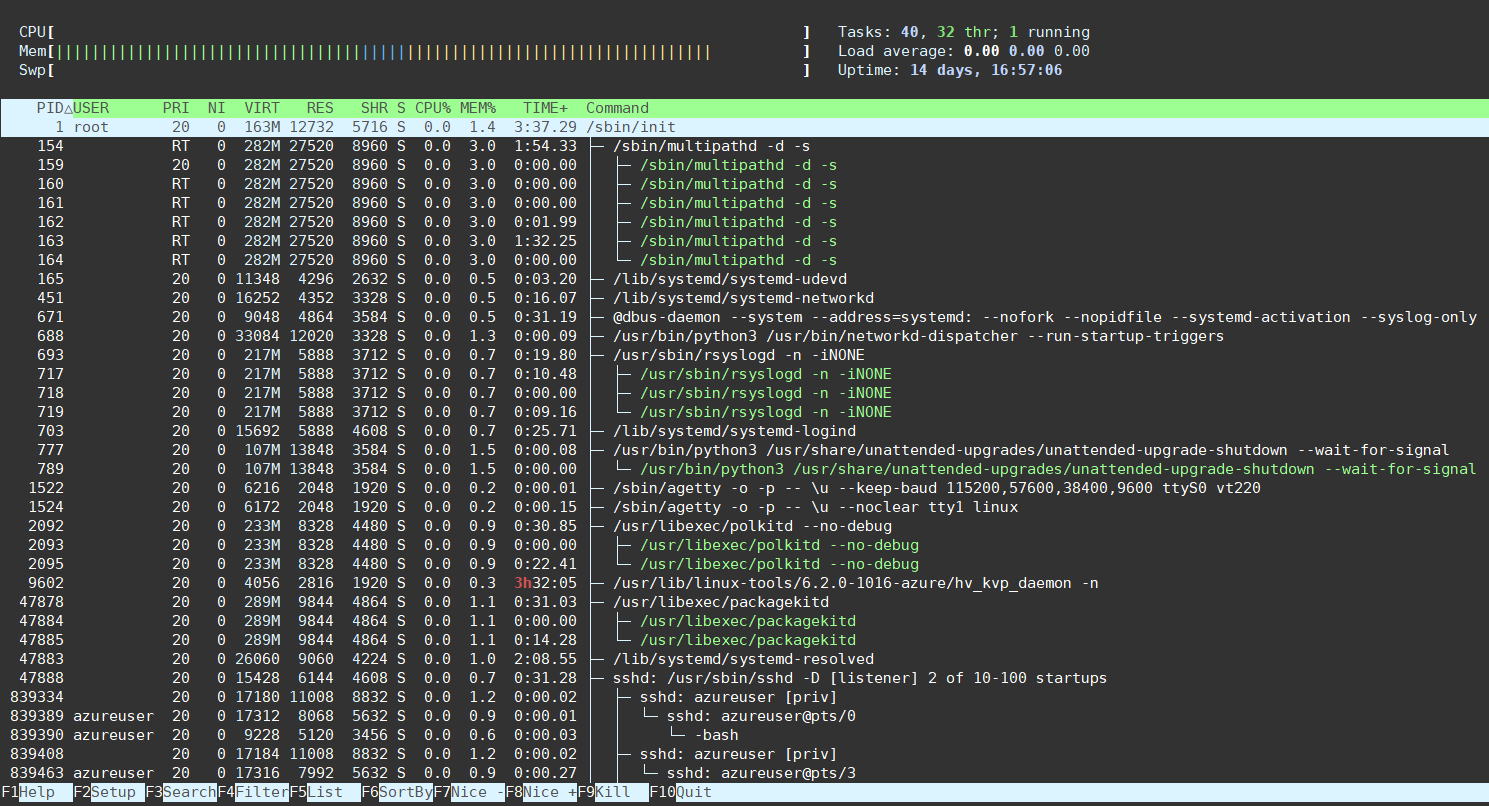 CPU[ ] Tasks: 40, 32 thr; 1 running
Mem[|||||||||||||||||||||||||||||||||||||||||||||||||||||||||||||||||||||||||] Load average: 0.00 0.00 0.00
Swp[ ] Uptime: 14 days, 16:57:06
PID△USER PRI NI VIRT RES SHR S CPU% MEM% TIME+ Command
1 root 20 0 163M 12732 5716 S 0.0 1.4 3:37.29 /sbin/init
154 RT 0 282M 27520 8960 S 0.0 3.0 1:54.33 ├─ /sbin/multipathd -d -s
159 20 0 282M 27520 8960 S 0.0 3.0 0:00.00 │ ├─ /sbin/multipathd -d -s
160 RT 0 282M 27520 8960 S 0.0 3.0 0:00.00 │ ├─ /sbin/multipathd -d -s
161 RT 0 282M 27520 8960 S 0.0 3.0 0:00.00 │ ├─ /sbin/multipathd -d -s
162 RT 0 282M 27520 8960 S 0.0 3.0 0:01.99 │ ├─ /sbin/multipathd -d -s
163 RT 0 282M 27520 8960 S 0.0 3.0 1:32.25 │ ├─ /sbin/multipathd -d -s
164 RT 0 282M 27520 8960 S 0.0 3.0 0:00.00 │ └─ /sbin/multipathd -d -s
165 20 0 11348 4296 2632 S 0.0 0.5 0:03.20 ├─ /lib/systemd/systemd-udevd
451 20 0 16252 4352 3328 S 0.0 0.5 0:16.07 ├─ /lib/systemd/systemd-networkd
671 20 0 9048 4864 3584 S 0.0 0.5 0:31.19 ├─ @dbus-daemon --system --address=systemd: --nofork --nopidfile --systemd-activation --syslog-only
688 20 0 33084 12020 3328 S 0.0 1.3 0:00.09 ├─ /usr/bin/python3 /usr/bin/networkd-dispatcher --run-startup-triggers
693 20 0 217M 5888 3712 S 0.0 0.7 0:19.80 ├─ /usr/sbin/rsyslogd -n -iNONE
717 20 0 217M 5888 3712 S 0.0 0.7 0:10.48 │ ├─ /usr/sbin/rsyslogd -n -iNONE
718 20 0 217M 5888 3712 S 0.0 0.7 0:00.00 │ ├─ /usr/sbin/rsyslogd -n -iNONE
719 20 0 217M 5888 3712 S 0.0 0.7 0:09.16 │ └─ /usr/sbin/rsyslogd -n -iNONE
703 20 0 15692 5888 4608 S 0.0 0.7 0:25.71 ├─ /lib/systemd/systemd-logind
777 20 0 107M 13848 3584 S 0.0 1.5 0:00.08 ├─ /usr/bin/python3 /usr/share/unattended-upgrades/unattended-upgrade-shutdown --wait-for-signal
789 20 0 107M 13848 3584 S 0.0 1.5 0:00.00 │ └─ /usr/bin/python3 /usr/share/unattended-upgrades/unattended-upgrade-shutdown --wait-for-signal
1522 20 0 6216 2048 1920 S 0.0 0.2 0:00.01 ├─ /sbin/agetty -o -p -- \u --keep-baud 115200,57600,38400,9600 ttyS0 vt220
1524 20 0 6172 2048 1920 S 0.0 0.2 0:00.15 ├─ /sbin/agetty -o -p -- \u --noclear tty1 linux
2092 20 0 233M 8328 4480 S 0.0 0.9 0:30.85 ├─ /usr/libexec/polkitd --no-debug
2093 20 0 233M 8328 4480 S 0.0 0.9 0:00.00 │ ├─ /usr/libexec/polkitd --no-debug
2095 20 0 233M 8328 4480 S 0.0 0.9 0:22.41 │ └─ /usr/libexec/polkitd --no-debug
9602 20 0 4056 2816 1920 S 0.0 0.3 3h32:05 ├─ /usr/lib/linux-tools/6.2.0-1016-azure/hv_kvp_daemon -n
47878 20 0 289M 9844 4864 S 0.0 1.1 0:31.03 ├─ /usr/libexec/packagekitd
47884 20 0 289M 9844 4864 S 0.0 1.1 0:00.00 │ ├─ /usr/libexec/packagekitd
47885 20 0 289M 9844 4864 S 0.0 1.1 0:14.28 │ └─ /usr/libexec/packagekitd
47883 20 0 26060 9060 4224 S 0.0 1.0 2:08.55 ├─ /lib/systemd/systemd-resolved
47888 20 0 15428 6144 4608 S 0.0 0.7 0:31.28 ├─ sshd: /usr/sbin/sshd -D [listener] 2 of 10-100 startups
839334 20 0 17180 11008 8832 S 0.0 1.2 0:00.02 │ ├─ sshd: azureuser [priv]
839389 azureuser 20 0 17312 8068 5632 S 0.0 0.9 0:00.01 │ │ └─ sshd: azureuser@pts/0
839390 azureuser 20 0 9228 5120 3456 S 0.0 0.6 0:00.03 │ │ └─ -bash
839408 20 0 17184 11008 8832 S 0.0 1.2 0:00.02 │ ├─ sshd: azureuser [priv]
839463 azureuser 20 0 17316 7992 5632 S 0.0 0.9 0:00.27 │ │ └─ sshd: azureuser@pts/3
F1Help F2Setup F3SearchF4FilterF5List F6SortByF7Nice -F8Nice +F9Kill F10Quit